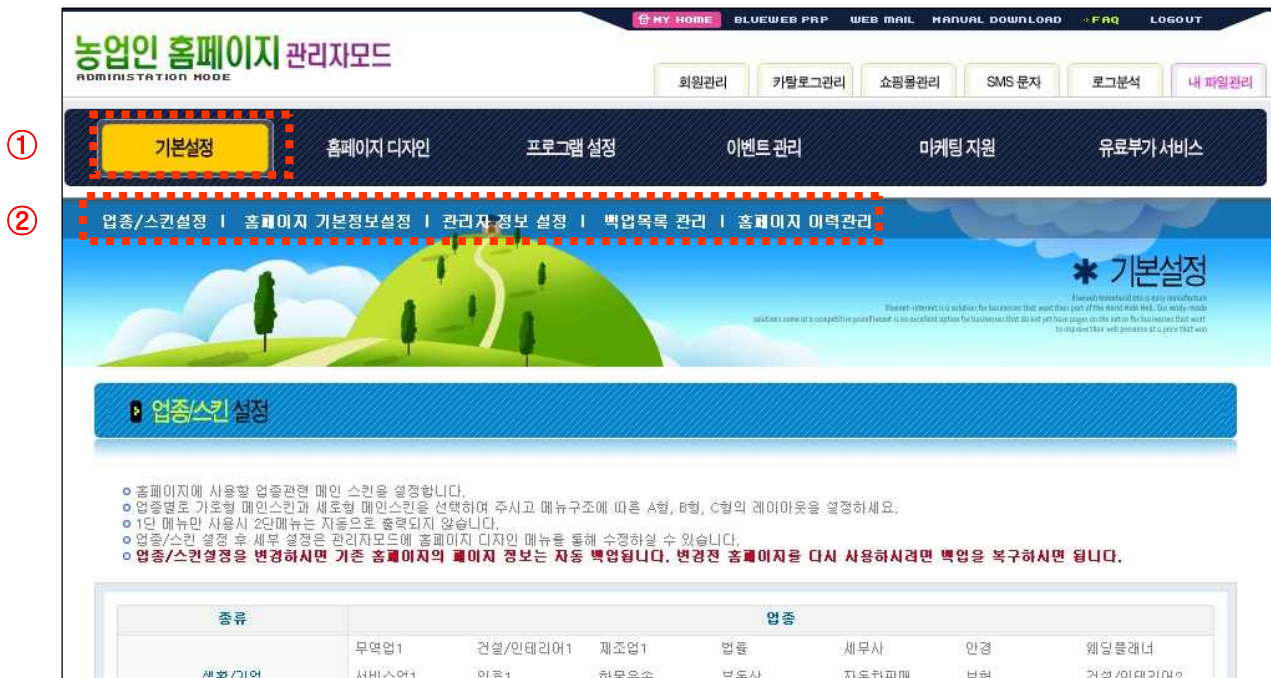 MY HOME BLUEWEB PRP WEB MAIL MANUAL DOWNLOAD FAQ LOGOUT
농업인 홈페이지 관리자모드
ADMINISTATION MODE
회원관리 카탈로그관리 쇼핑몰관리 SMS 문자 로그분석 내 파일관리
① 기본설정 홈페이지 디자인 프로그램 설정 이벤트 관리 마케팅 지원 유료부가 서비스
② 업종/스킨설정 | 홈페이지 기본정보설정 | 관리자 정보 설정 | 백업목록 관리 | 홈페이지 이력관리
* 기본설정
업종/스킨 설정
홈페이지에 사용할 업종관련 메인 스킨을 설정합니다.
업종별로 가로형 메인스킨과 세로형 메인스킨을 선택하여 주시고 메뉴구조에 따른 A형, B형, C형의 레이아웃을 설정하세요.
1단 메뉴만 사용시 2단메뉴는 자동으로 출력되지 않습니다.
업종/스킨 설정 후 세부 설정은 관리자모드에 홈페이지 디자인 메뉴를 통해 수정하실 수 있습니다.
업종/스킨설정을 변경하시면 기존 홈페이지의 페이지 정보는 자동 백업됩니다. 변경전 홈페이지를 다시 사용하시려면 백업을 복구하시면 됩니다.
종류 업종
무역업1 건설/인테리어1 제조업1 법률 세무사 안경 웨딩플래너